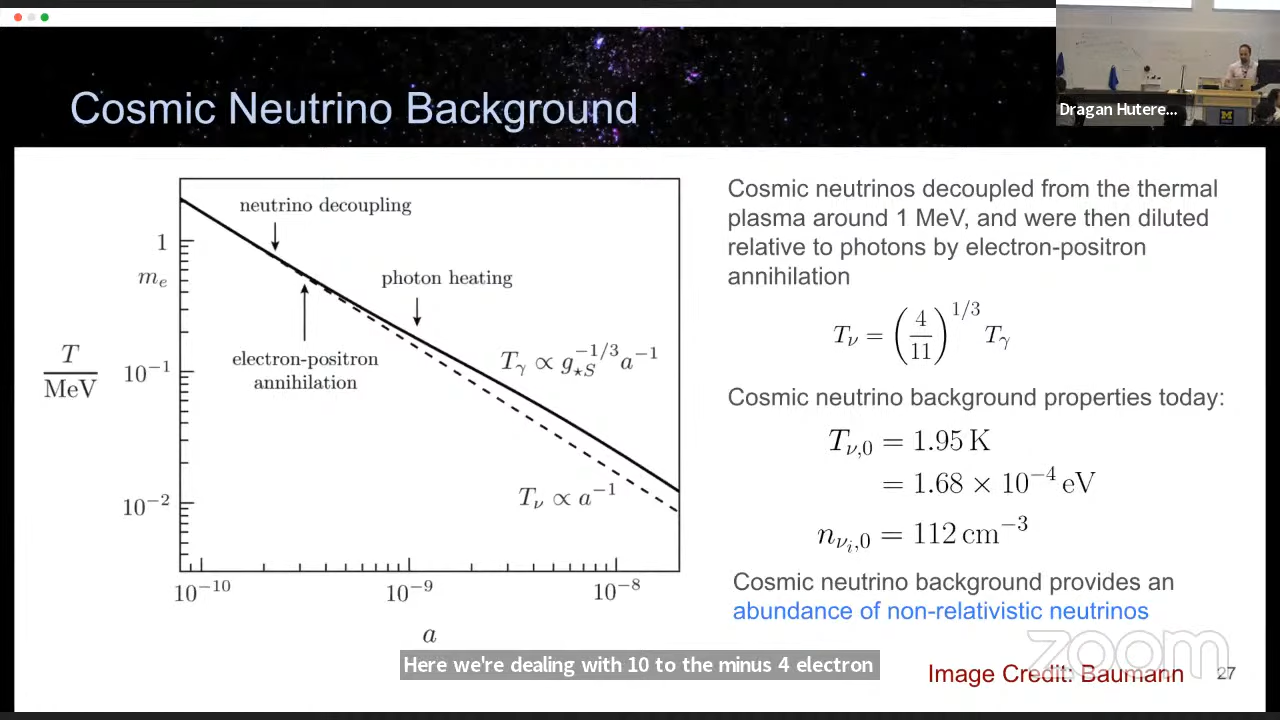 Cosmic Neutrino Background
Dragan Hutere...
neutrino decoupling
photon heating
electron-positron
annihilation
T_γ ∝ g_{⋆S}^{-1/3} a^{-1}
T_ν ∝ a^{-1}
T
MeV
1
m_e
10^{-1}
10^{-2}
10^{-10}
10^{-9}
10^{-8}
a
Cosmic neutrinos decoupled from the thermal
plasma around 1 MeV, and were then diluted
relative to photons by electron-positron
annihilation
T_ν = (4/11)^{1/3} T_γ
Cosmic neutrino background properties today:
T_{ν,0} = 1.95 K
= 1.68 × 10^{-4} eV
n_{ν_i,0} = 112 cm^{-3}
Cosmic neutrino background provides an
abundance of non-relativistic neutrinos
Here we're dealing with 10 to the minus 4 electron
zoom
Image Credit: Baumann
27
M